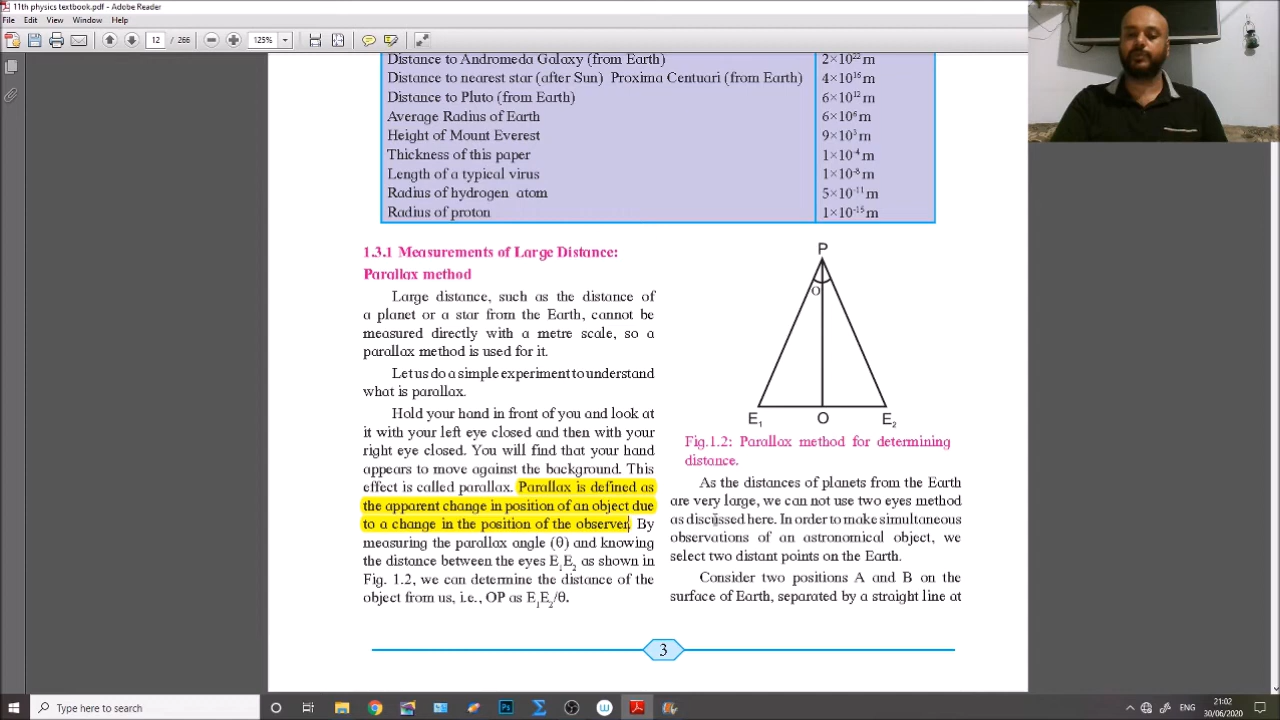 11th physics textbook.pdf - Adobe Reader
File Edit View Window Help
12 / 266 125%
Distance to Andromeda Galaxy (from Earth) 2×10²² m
Distance to nearest star (after Sun) Proxima Centuari (from Earth) 4×10¹⁶ m
Distance to Pluto (from Earth) 6×10¹² m
Average Radius of Earth 6×10⁶ m
Height of Mount Everest 9×10³ m
Thickness of this paper 1×10⁻⁴ m
Length of a typical virus 1×10⁻⁸ m
Radius of hydrogen atom 5×10⁻¹¹ m
Radius of proton 1×10⁻¹⁵ m
1.3.1 Measurements of Large Distance:
Parallax method
Large distance, such as the distance of
a planet or a star from the Earth, cannot be
measured directly with a metre scale, so a
parallax method is used for it.
Let us do a simple experiment to understand
what is parallax.
Hold your hand in front of you and look at
it with your left eye closed and then with your
right eye closed. You will find that your hand
appears to move against the background. This
effect is called parallax. Parallax is defined as
the apparent change in position of an object due
to a change in the position of the observer. By
measuring the parallax angle (θ) and knowing
the distance between the eyes E₁E₂ as shown in
Fig. 1.2, we can determine the distance of the
object from us, i.e., OP as E₁E₂/θ.
P
O
E₁ O E₂
Fig.1.2: Parallax method for determining
distance.
As the distances of planets from the Earth
are very large, we can not use two eyes method
as discussed here. In order to make simultaneous
observations of an astronomical object, we
select two distant points on the Earth.
Consider two positions A and B on the
surface of Earth, separated by a straight line at
3
Type here to search
ENG
21:02
30/06/2020